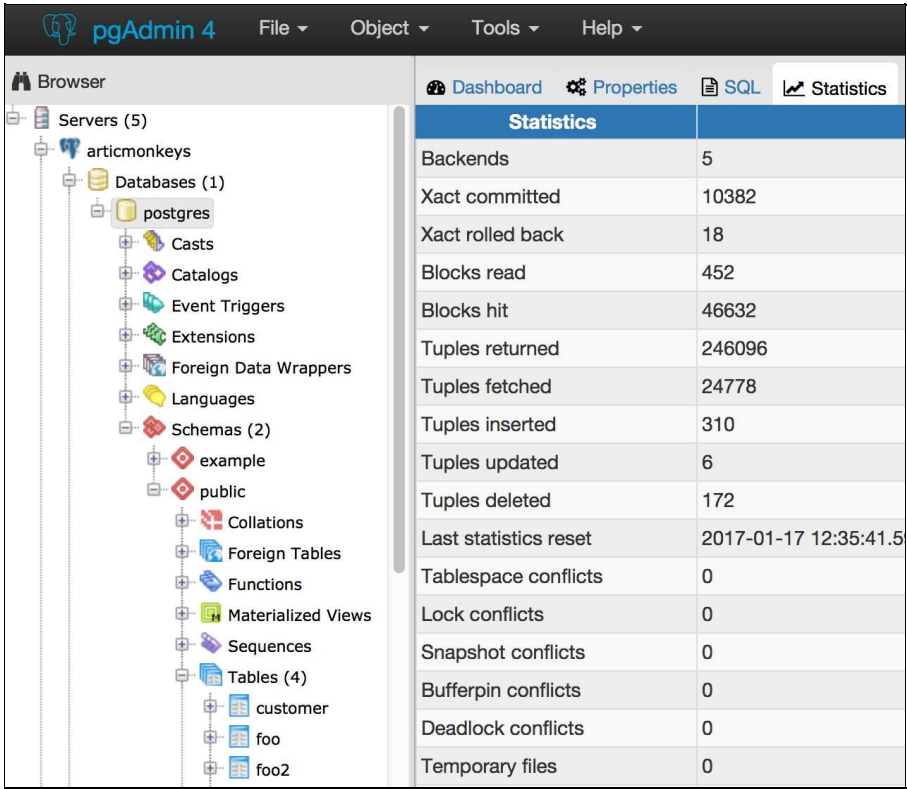 pgAdmin 4 File Object Tools Help
Browser
Servers (5)
articmonkeys
Databases (1)
postgres
Casts
Catalogs
Event Triggers
Extensions
Foreign Data Wrappers
Languages
Schemas (2)
example
public
Collations
Foreign Tables
Functions
Materialized Views
Sequences
Tables (4)
customer
foo
foo2
Dashboard Properties SQL Statistics
Statistics
Backends 5
Xact committed 10382
Xact rolled back 18
Blocks read 452
Blocks hit 46632
Tuples returned 246096
Tuples fetched 24778
Tuples inserted 310
Tuples updated 6
Tuples deleted 172
Last statistics reset 2017-01-17 12:35:41.5
Tablespace conflicts 0
Lock conflicts 0
Snapshot conflicts 0
Bufferpin conflicts 0
Deadlock conflicts 0
Temporary files 0